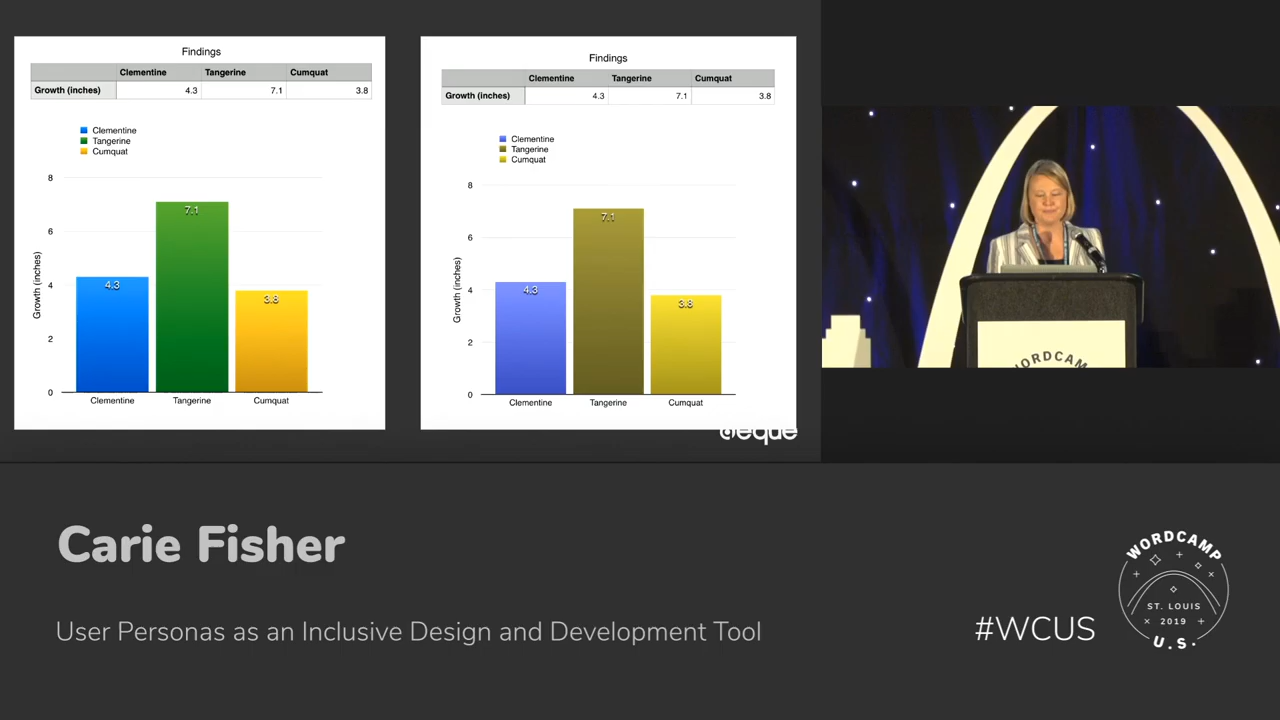 Findings
Clementine Tangerine Cumquat
Growth (inches) 4.3 7.1 3.8
Clementine
Tangerine
Cumquat
8
6
4
2
0
Growth (inches)
4.3
7.1
3.8
Clementine Tangerine Cumquat
Findings
Clementine Tangerine Cumquat
Growth (inches) 4.3 7.1 3.8
Clementine
Tangerine
Cumquat
8
6
4
2
0
Growth (inches)
4.3
7.1
3.8
Clementine Tangerine Cumquat
deque
WORDCAMP
Carie Fisher
User Personas as an Inclusive Design and Development Tool
#WCUS
WORDCAMP
ST. LOUIS
2019
U.S.